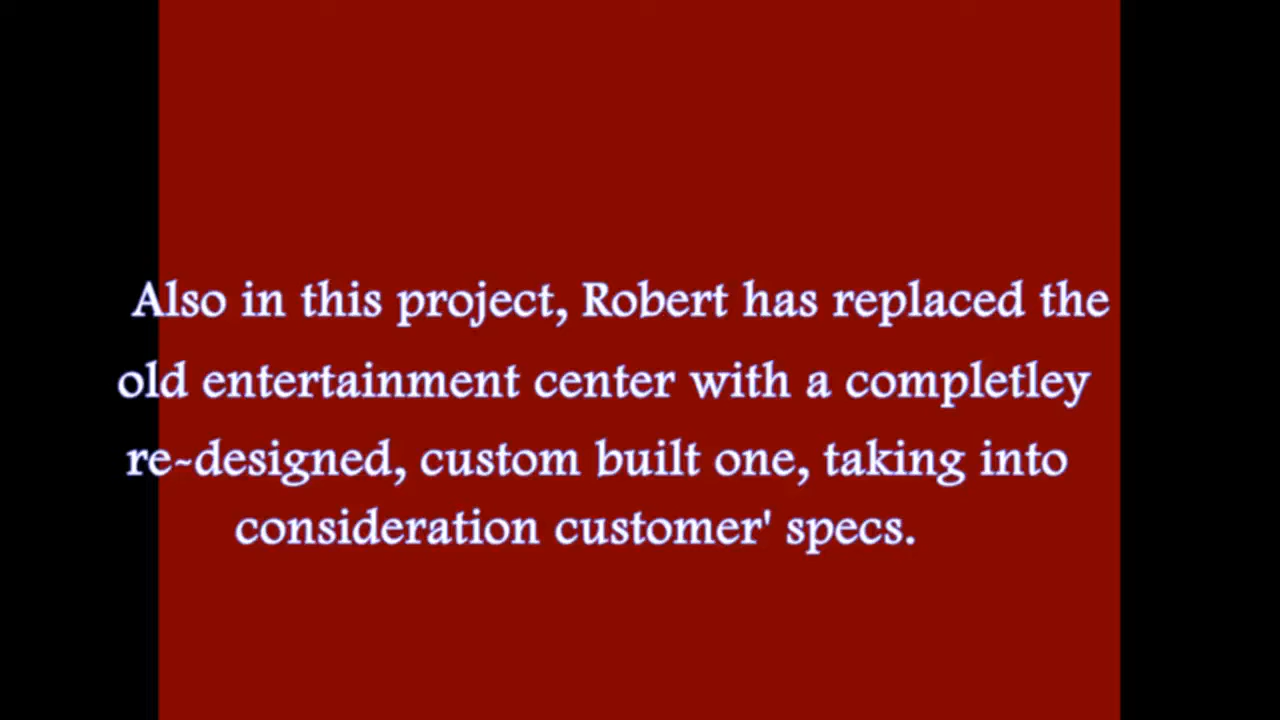 Also in this project, Robert has replaced the
old entertainment center with a completley
re-designed, custom built one, taking into
consideration customer' specs.